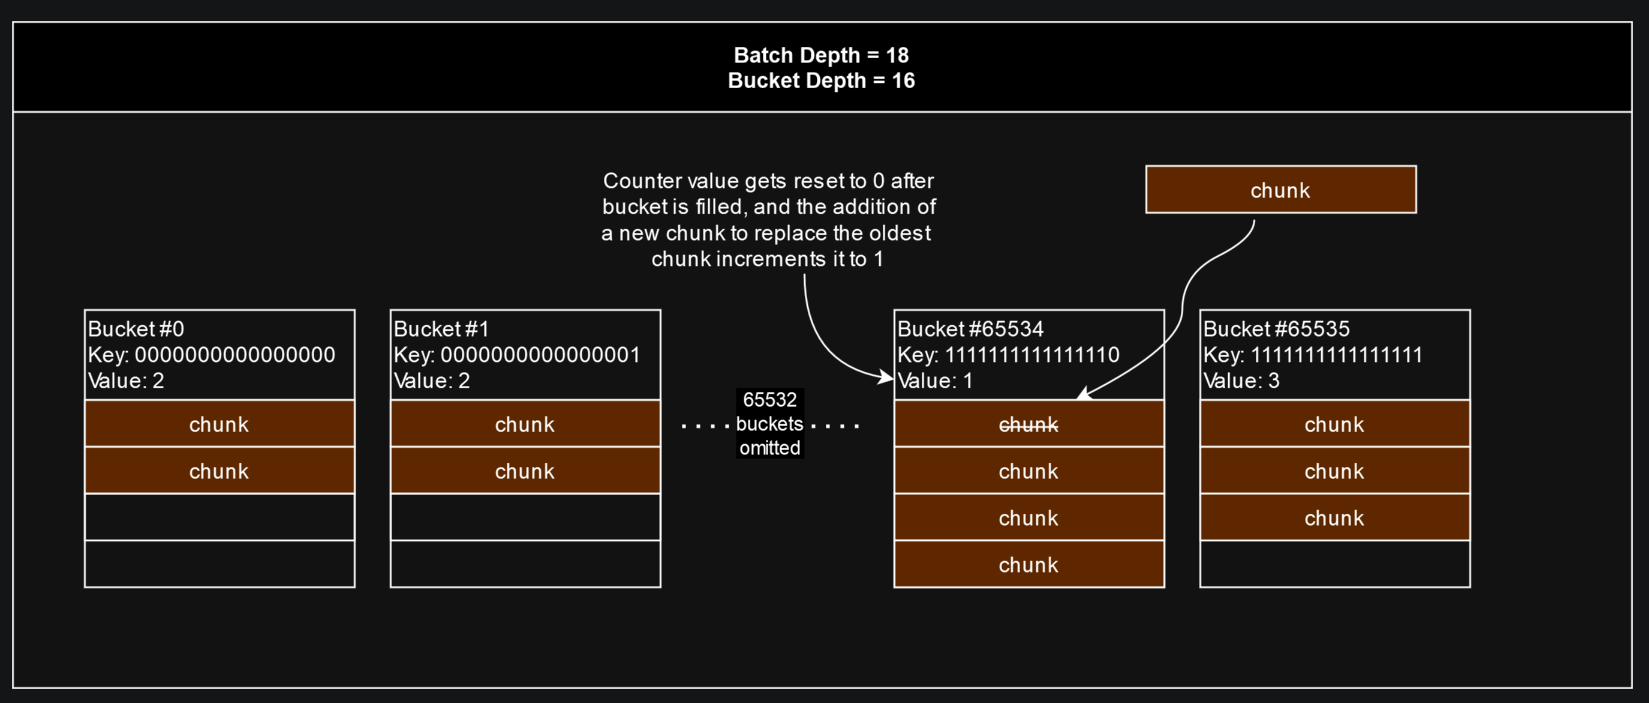 Batch Depth = 18
Bucket Depth = 16
Counter value gets reset to 0 after
bucket is filled, and the addition of
a new chunk to replace the oldest
chunk increments it to 1
chunk
Bucket #0
Key: 0000000000000000
Value: 2
chunk
chunk
Bucket #1
Key: 0000000000000001
Value: 2
chunk
chunk
65532
buckets
omitted
Bucket #65534
Key: 1111111111111110
Value: 1
chunk
chunk
chunk
chunk
Bucket #65535
Key: 1111111111111111
Value: 3
chunk
chunk
chunk